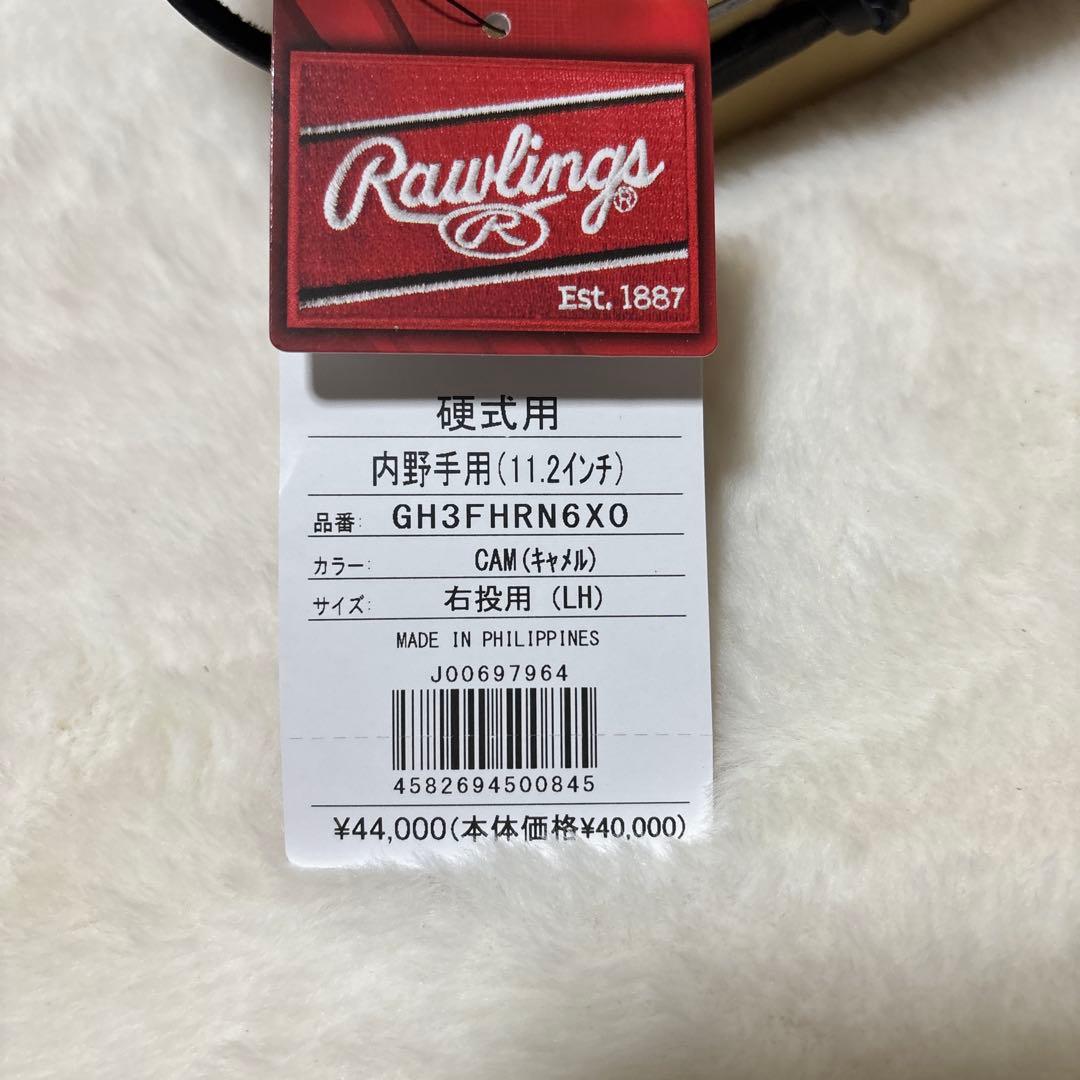 Rawlings®
R
Est. 1887
硬式用
内野手用(11.2インチ)
品番: GH3FHRN6XO
カラー: CAM(ｷｬﾒﾙ)
サイズ: 右投用 (LH)
MADE IN PHILIPPINES
J00697964
4582694500845
¥44,000(本体価格¥40,000)